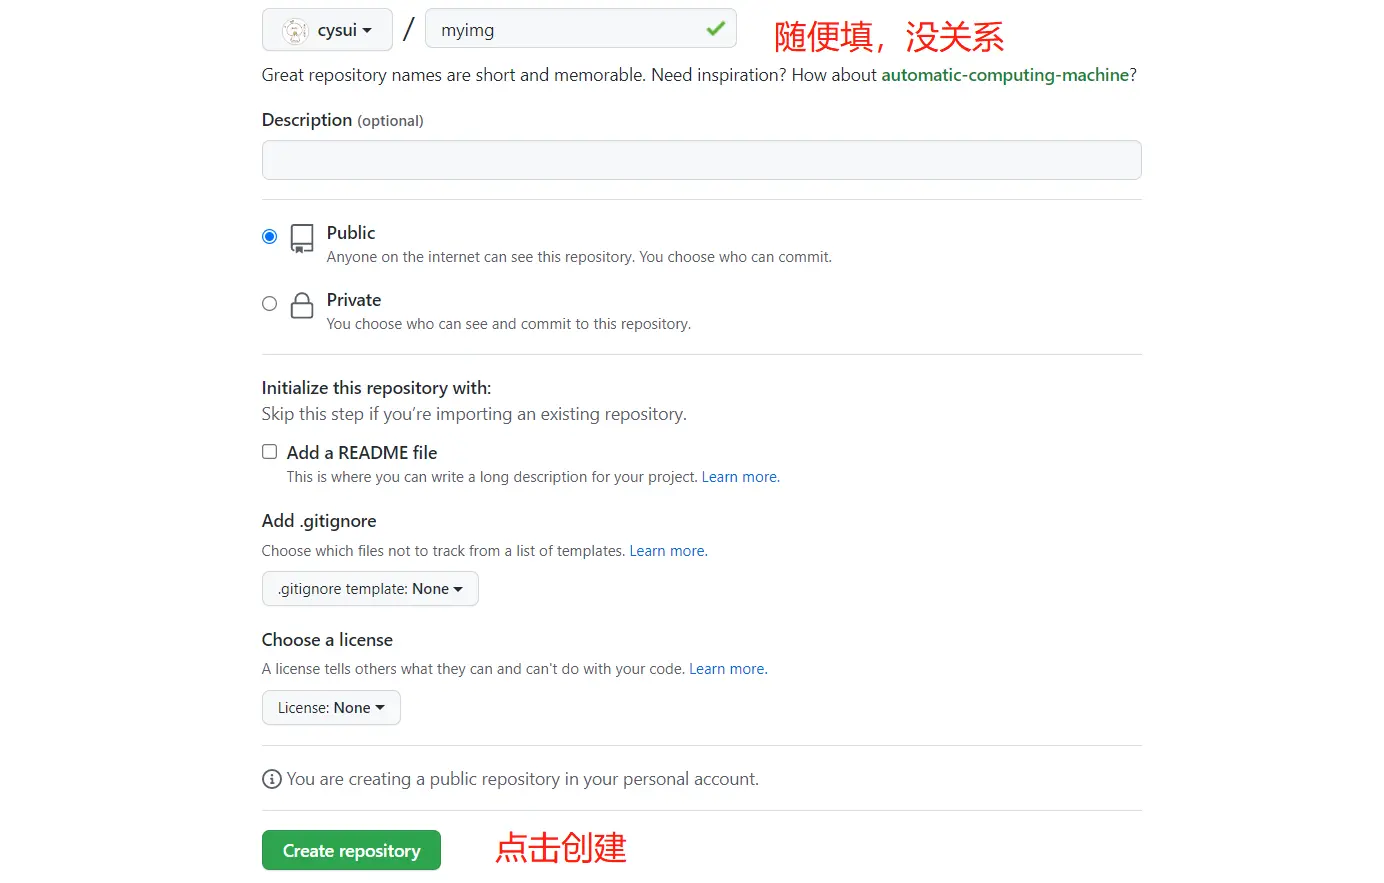 cysui / myimg 随便填，没关系
Great repository names are short and memorable. Need inspiration? How about automatic-computing-machine?
Description (optional)
Public
Anyone on the internet can see this repository. You choose who can commit.
Private
You choose who can see and commit to this repository.
Initialize this repository with:
Skip this step if you’re importing an existing repository.
Add a README file
This is where you can write a long description for your project. Learn more.
Add .gitignore
Choose which files not to track from a list of templates. Learn more.
.gitignore template: None
Choose a license
A license tells others what they can and can't do with your code. Learn more.
License: None
You are creating a public repository in your personal account.
Create repository 点击创建